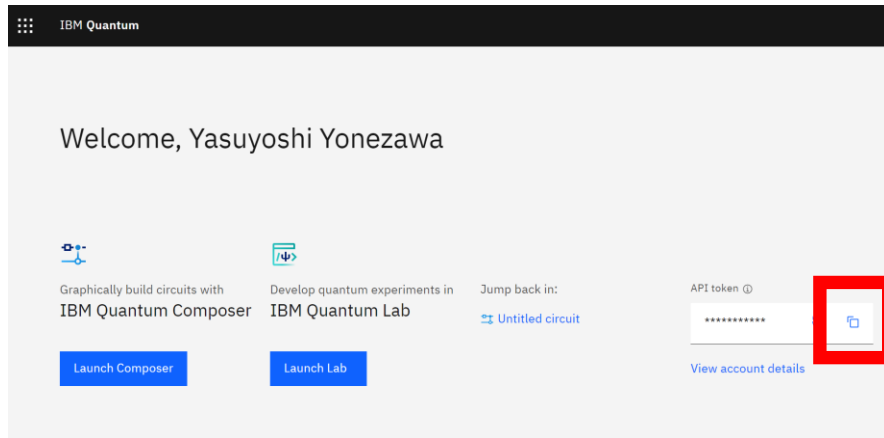 IBM Quantum
Welcome, Yasuyoshi Yonezawa
Graphically build circuits with
IBM Quantum Composer
Launch Composer
Develop quantum experiments in
IBM Quantum Lab
Launch Lab
Jump back in:
Untitled circuit
API token
***********
View account details